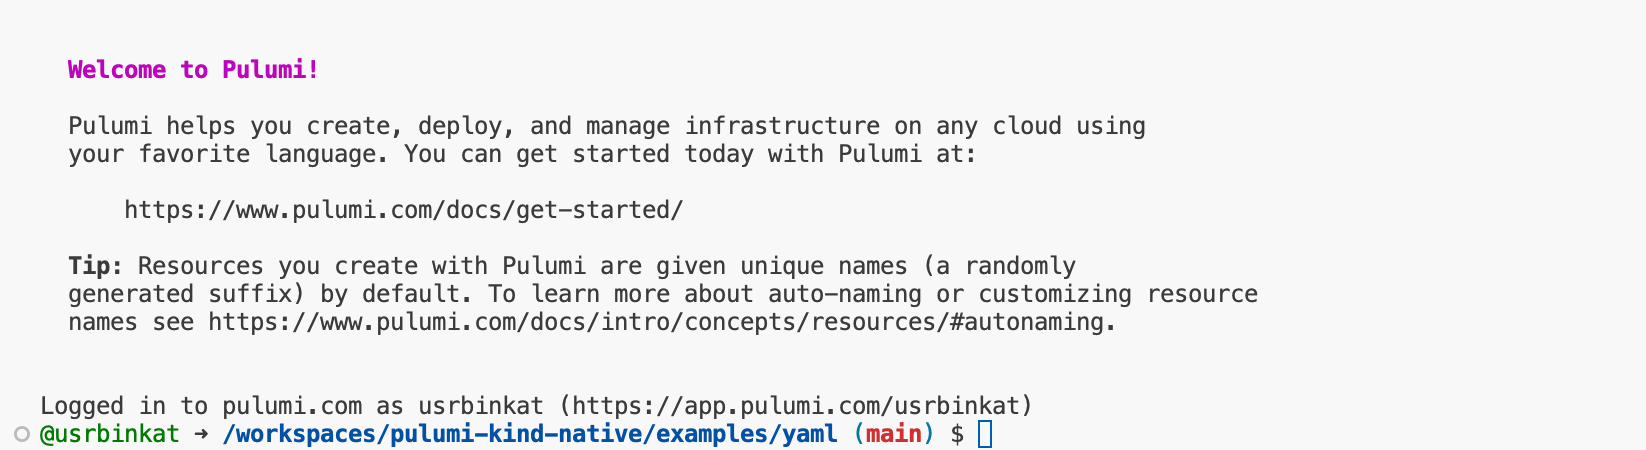 Welcome to Pulumi!
Pulumi helps you create, deploy, and manage infrastructure on any cloud using
your favorite language. You can get started today with Pulumi at:
https://www.pulumi.com/docs/get-started/
Tip: Resources you create with Pulumi are given unique names (a randomly
generated suffix) by default. To learn more about auto-naming or customizing resource
names see https://www.pulumi.com/docs/intro/concepts/resources/#autonaming.
Logged in to pulumi.com as usrbinkat (https://app.pulumi.com/usrbinkat)
@usrbinkat ➜ /workspaces/pulumi-kind-native/examples/yaml (main) $